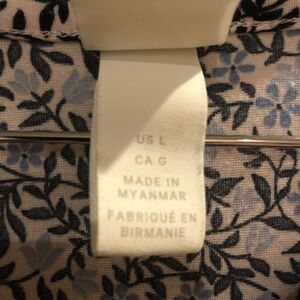 US L
CA G
MADE IN
MYANMAR
FABRIQUÉ EN
BIRMANIE